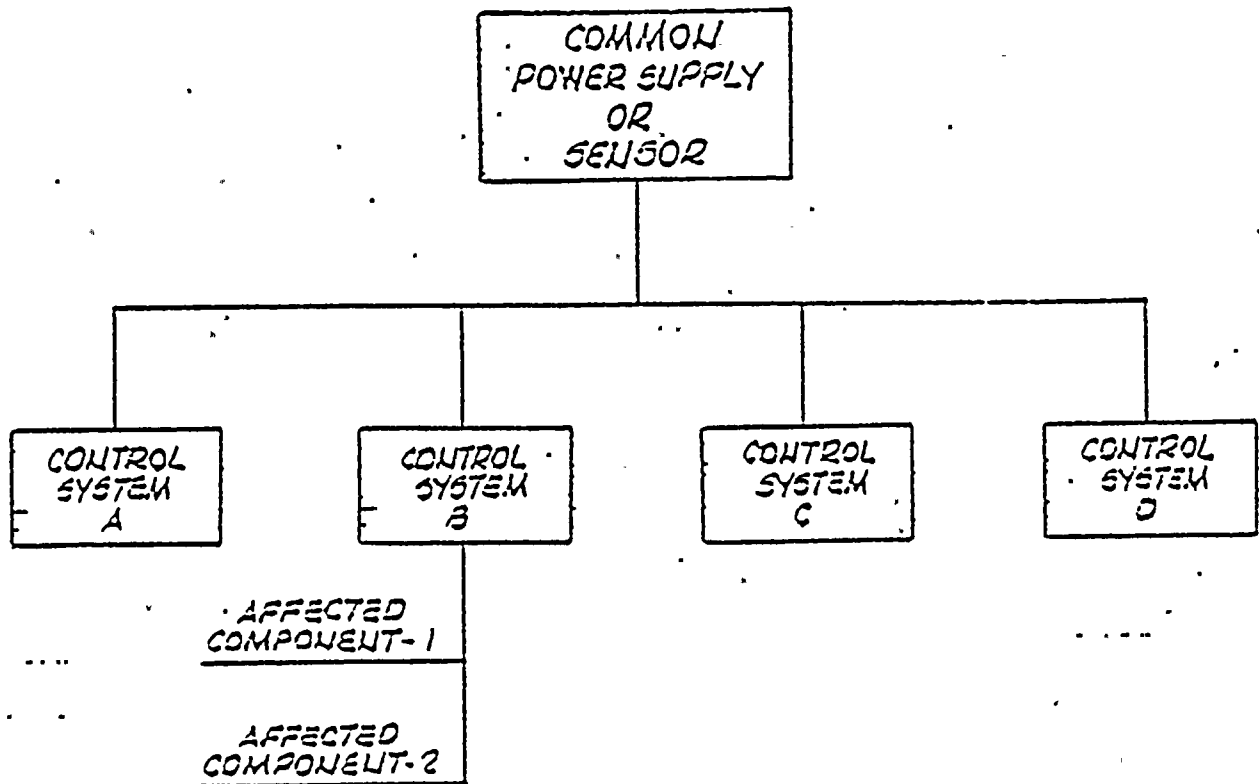 COMMON
POWER SUPPLY
OR
SENSOR
CONTROL
SYSTEM
A
CONTROL
SYSTEM
B
CONTROL
SYSTEM
C
CONTROL
SYSTEM
D
AFFECTED
COMPONENT-1
AFFECTED
COMPONENT-2